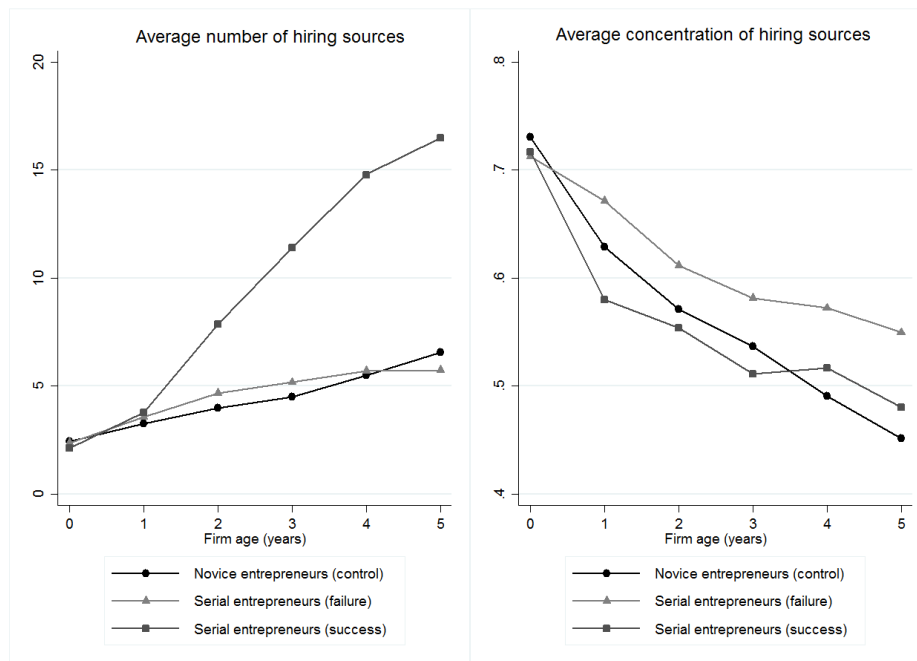 Average number of hiring sources
20
15
10
5
0
0 1 2 3 4 5
Firm age (years)
Novice entrepreneurs (control)
Serial entrepreneurs (failure)
Serial entrepreneurs (success)
Average concentration of hiring sources
.8
.7
.6
.5
.4
0 1 2 3 4 5
Firm age (years)
Novice entrepreneurs (control)
Serial entrepreneurs (failure)
Serial entrepreneurs (success)